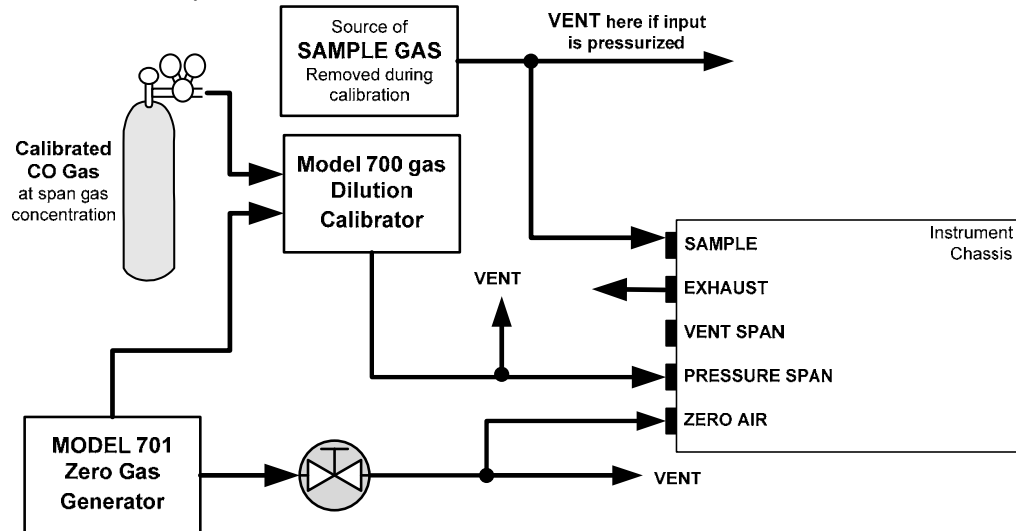 Source of
SAMPLE GAS
Removed during
calibration
VENT here if input
is pressurized
Calibrated
CO Gas
at span gas
concentration
Model 700 gas
Dilution
Calibrator
Instrument
Chassis
SAMPLE
EXHAUST
VENT SPAN
PRESSURE SPAN
ZERO AIR
VENT
MODEL 701
Zero Gas
Generator
VENT